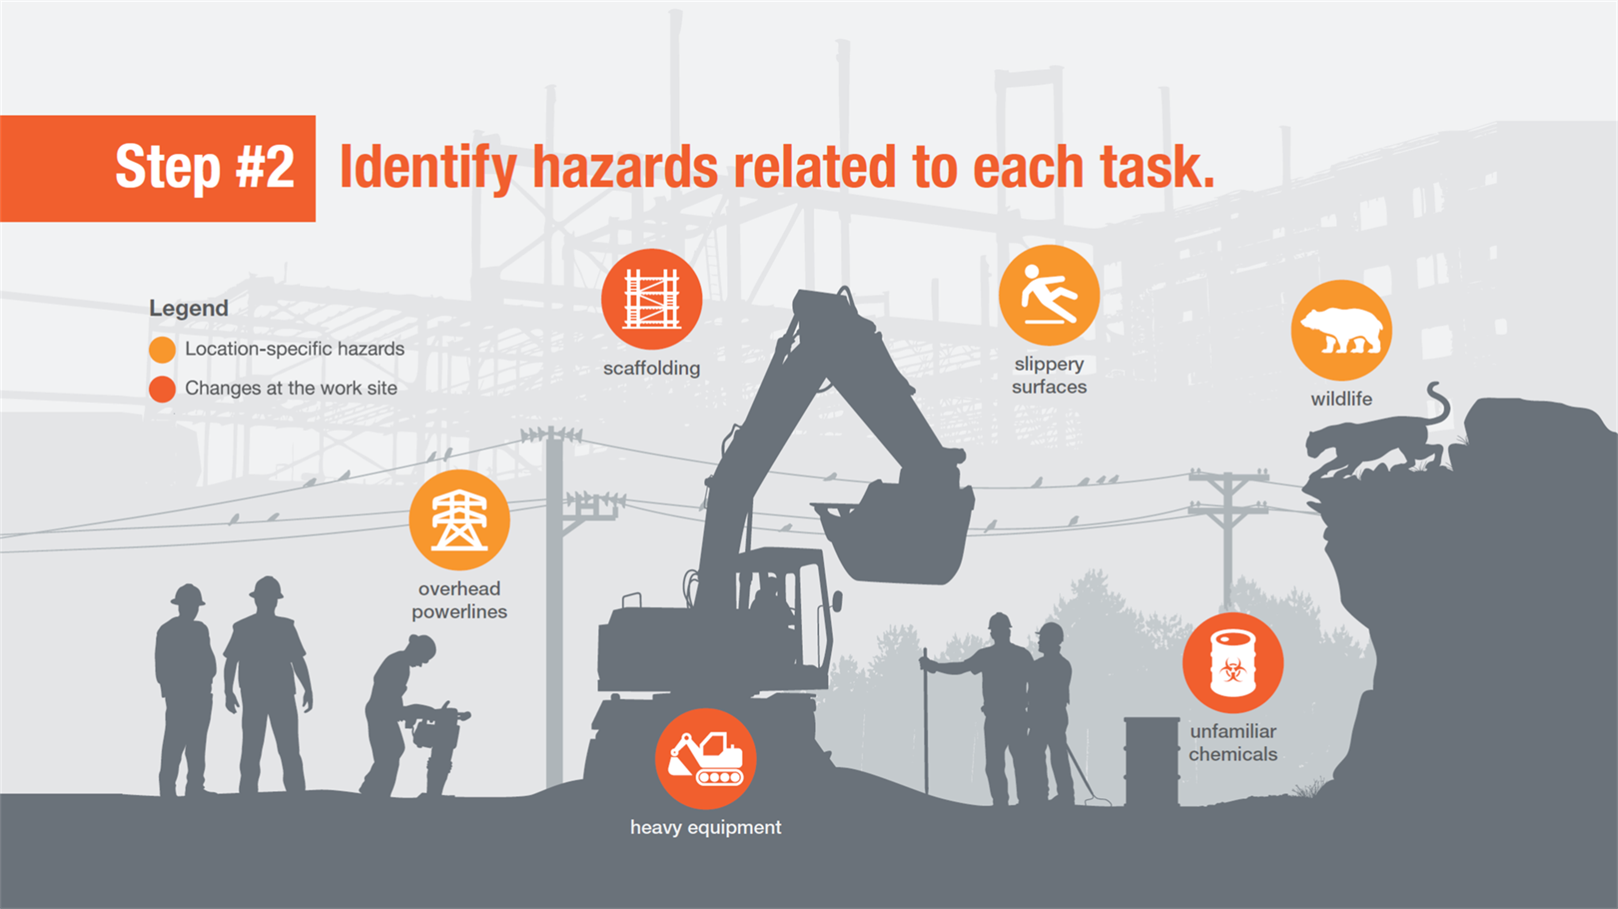 Step #2
Identify hazards related to each task.
Legend
Location-specific hazards
Changes at the work site
scaffolding
slippery
surfaces
wildlife
overhead
powerlines
unfamiliar
chemicals
heavy equipment